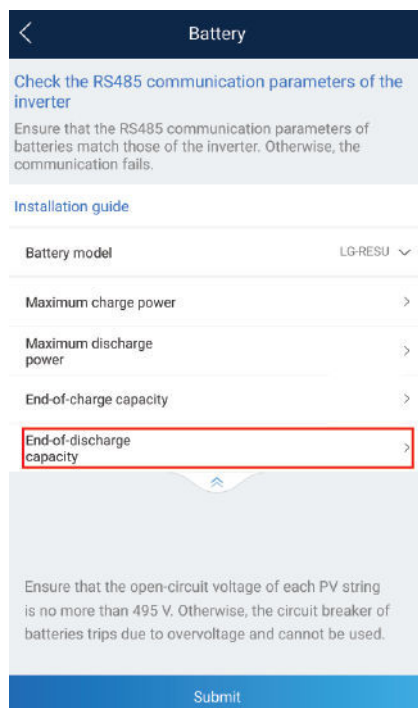 Battery
Check the RS485 communication parameters of the
inverter
Ensure that the RS485 communication parameters of
batteries match those of the inverter. Otherwise, the
communication fails.
Installation guide
Battery model LG-RESU
Maximum charge power
Maximum discharge
power
End-of-charge capacity
End-of-discharge
capacity
Ensure that the open-circuit voltage of each PV string
is no more than 495 V. Otherwise, the circuit breaker of
batteries trips due to overvoltage and cannot be used.
Submit